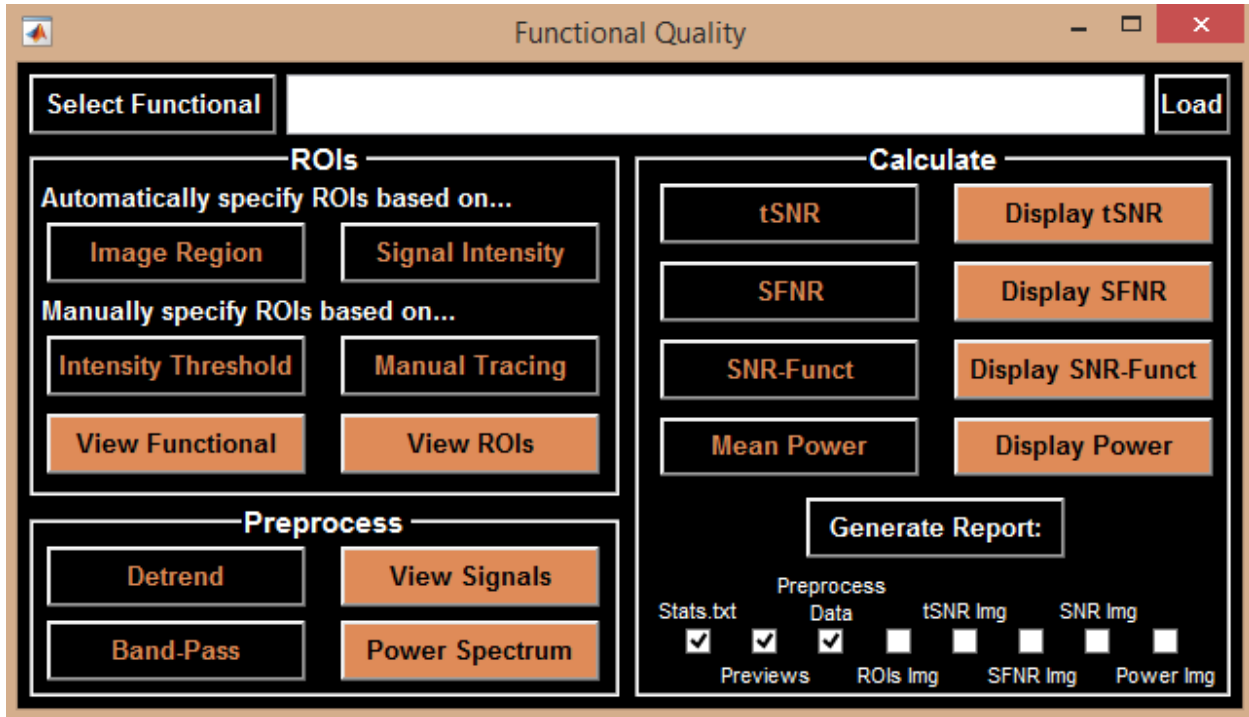 Functional Quality
Select Functional
Load
ROIs
Automatically specify ROIs based on...
Image Region
Signal Intensity
Manually specify ROIs based on...
Intensity Threshold
Manual Tracing
View Functional
View ROIs
Preprocess
Detrend
View Signals
Band-Pass
Power Spectrum
Calculate
tSNR
Display tSNR
SFNR
Display SFNR
SNR-Funct
Display SNR-Funct
Mean Power
Display Power
Generate Report:
Stats.txt
Previews
Preprocess
Data
ROIs Img
tSNR Img
SFNR Img
SNR Img
Power Img